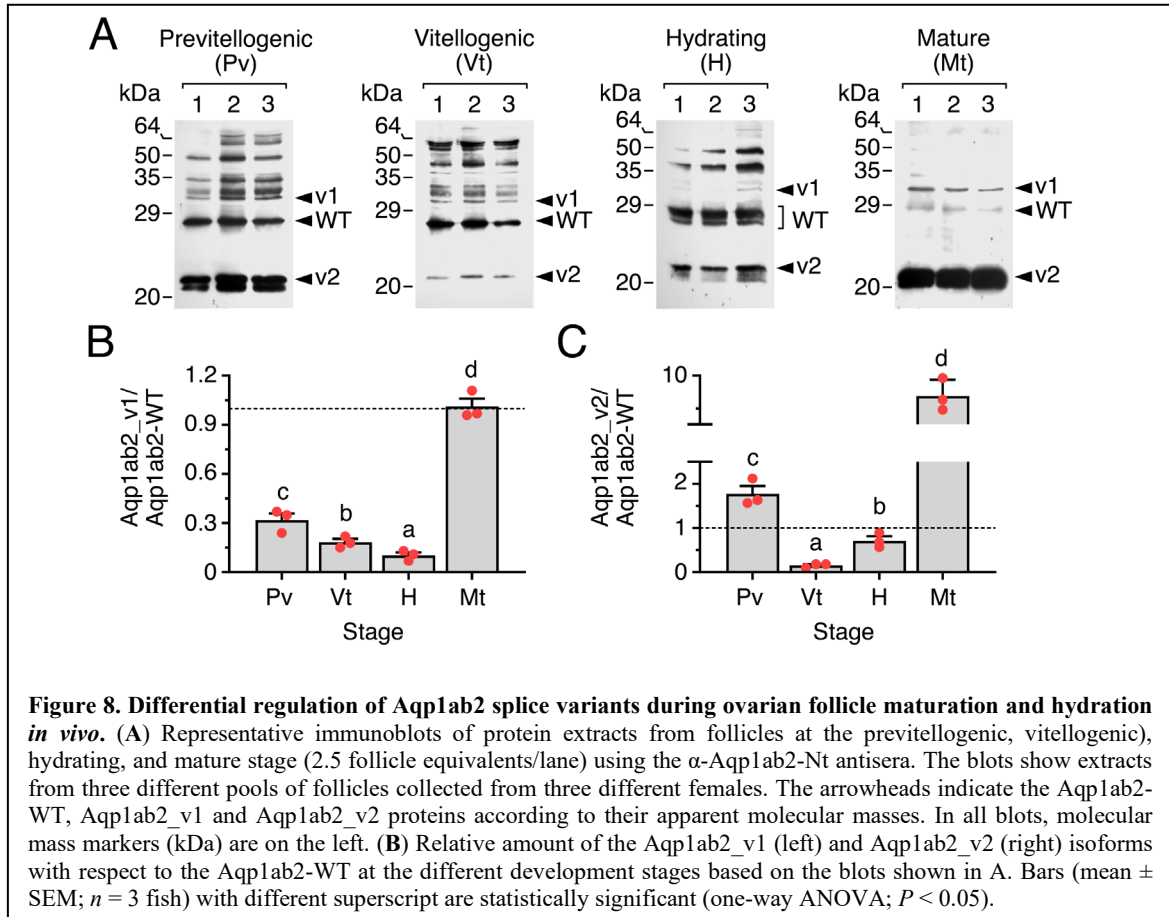 A
Previtellogenic Vitellogenic Hydrating Mature
(Pv) (Vt) (H) (Mt)
kDa 1 2 3 kDa 1 2 3 kDa 1 2 3 kDa 1 2 3
64 64 64 64
50 50 50 50
35 35 35 35
v1 v1 v1 v1
29 29 29 29
WT WT WT WT
v2 v2 v2 v2
20 20 20 20
B
Aqp1ab2_v1/
Aqp1ab2-WT
1.2
0.9
0.6
0.3
0
c b a d
Pv Vt H Mt
Stage
C
Aqp1ab2_v2/
Aqp1ab2-WT
10
2
1
0
c a b d
Pv Vt H Mt
Stage
Figure 8. Differential regulation of Aqp1ab2 splice variants during ovarian follicle maturation and hydration
in vivo. (A) Representative immunoblots of protein extracts from follicles at the previtellogenic, vitellogenic),
hydrating, and mature stage (2.5 follicle equivalents/lane) using the α-Aqp1ab2-Nt antisera. The blots show extracts
from three different pools of follicles collected from three different females. The arrowheads indicate the Aqp1ab2-
WT, Aqp1ab2_v1 and Aqp1ab2_v2 proteins according to their apparent molecular masses. In all blots, molecular
mass markers (kDa) are on the left. (B) Relative amount of the Aqp1ab2_v1 (left) and Aqp1ab2_v2 (right) isoforms
with respect to the Aqp1ab2-WT at the different development stages based on the blots shown in A. Bars (mean ±
SEM; n = 3 fish) with different superscript are statistically significant (one-way ANOVA; P < 0.05).